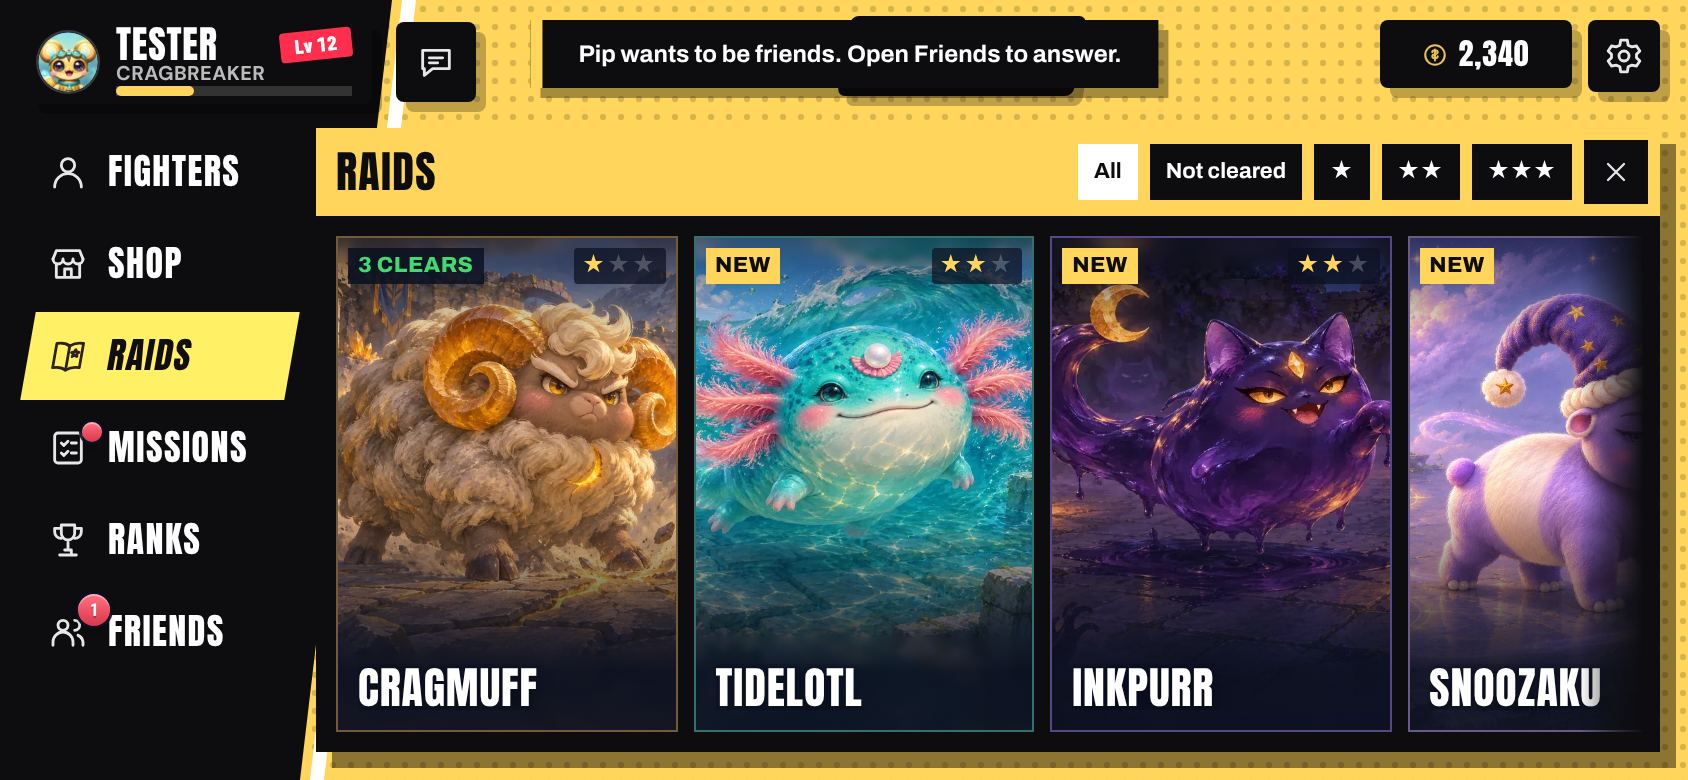 TESTER
Lv 12
CRAGBREAKER
Pip wants to be friends. Open Friends to answer.
2,340
FIGHTERS
SHOP
RAIDS
MISSIONS
RANKS
1
FRIENDS
RAIDS
All
Not cleared
★
★★
★★★
3 CLEARS
NEW
NEW
NEW
CRAGMUFF
TIDELOTL
INKPURR
SNOOZAKU